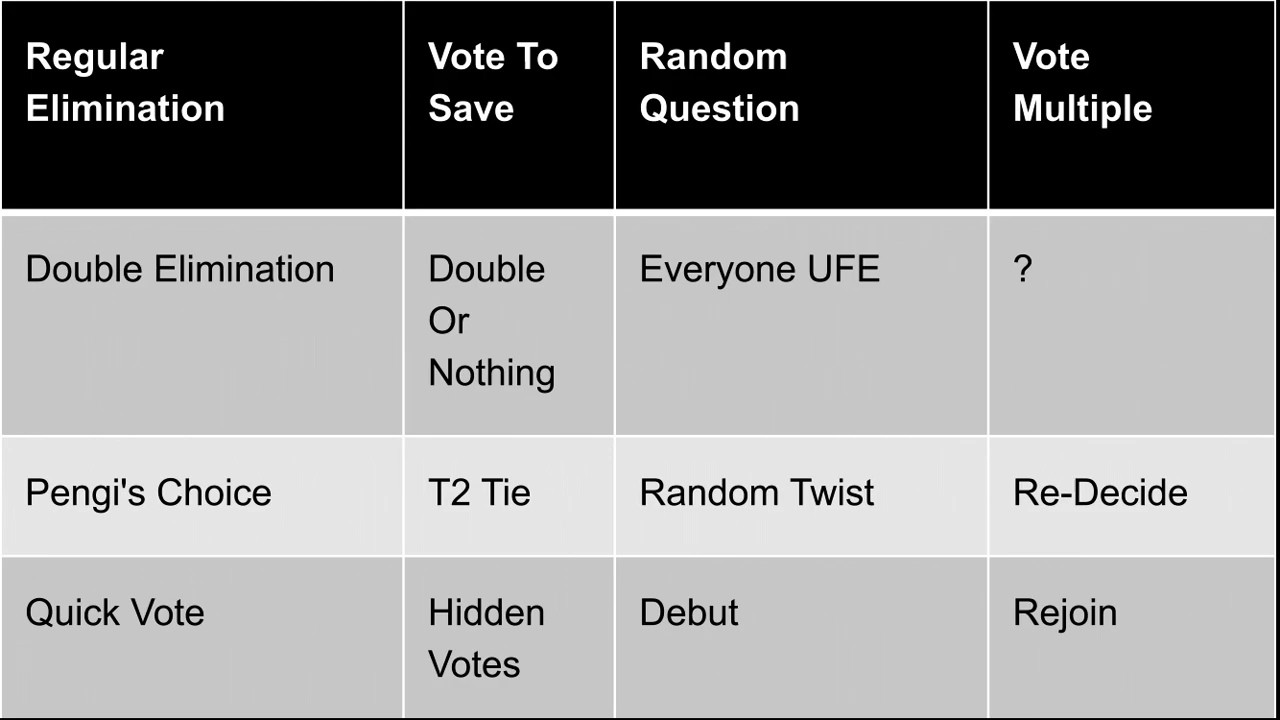 Regular
Elimination
Vote To
Save
Random
Question
Vote
Multiple
Double Elimination
Double
Or
Nothing
Everyone UFE
?
Pengi's Choice
T2 Tie
Random Twist
Re-Decide
Quick Vote
Hidden
Votes
Debut
Rejoin